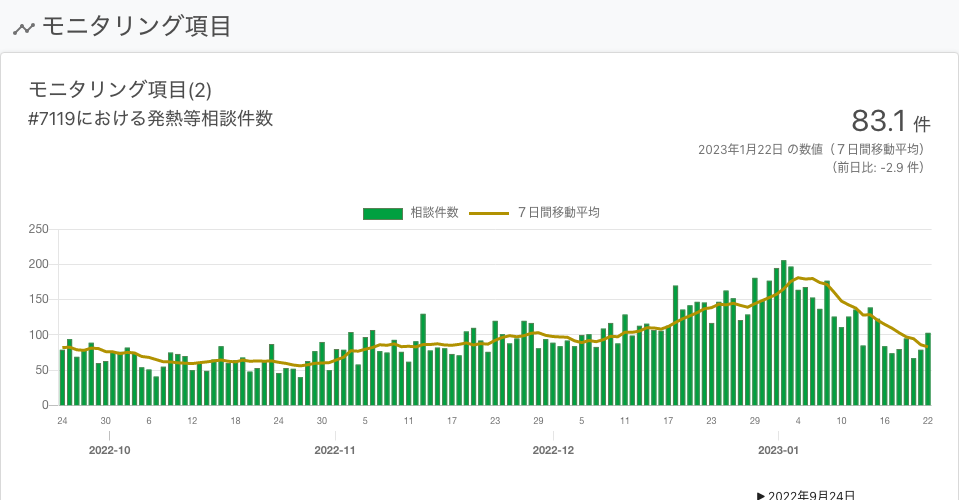 モニタリング項目
モニタリング項目(2)
#7119における発熱等相談件数
83.1 件
2023年1月22日 の数値（７日間移動平均）
（前日比: -2.9 件）
相談件数 ７日間移動平均
250
200
150
100
50
0
24 30 6 12 18 24 30 5 11 17 23 29 5 11 17 23 29 4 10 16 22
2022-10 2022-11 2022-12 2023-01
▶ 2022年9月24日